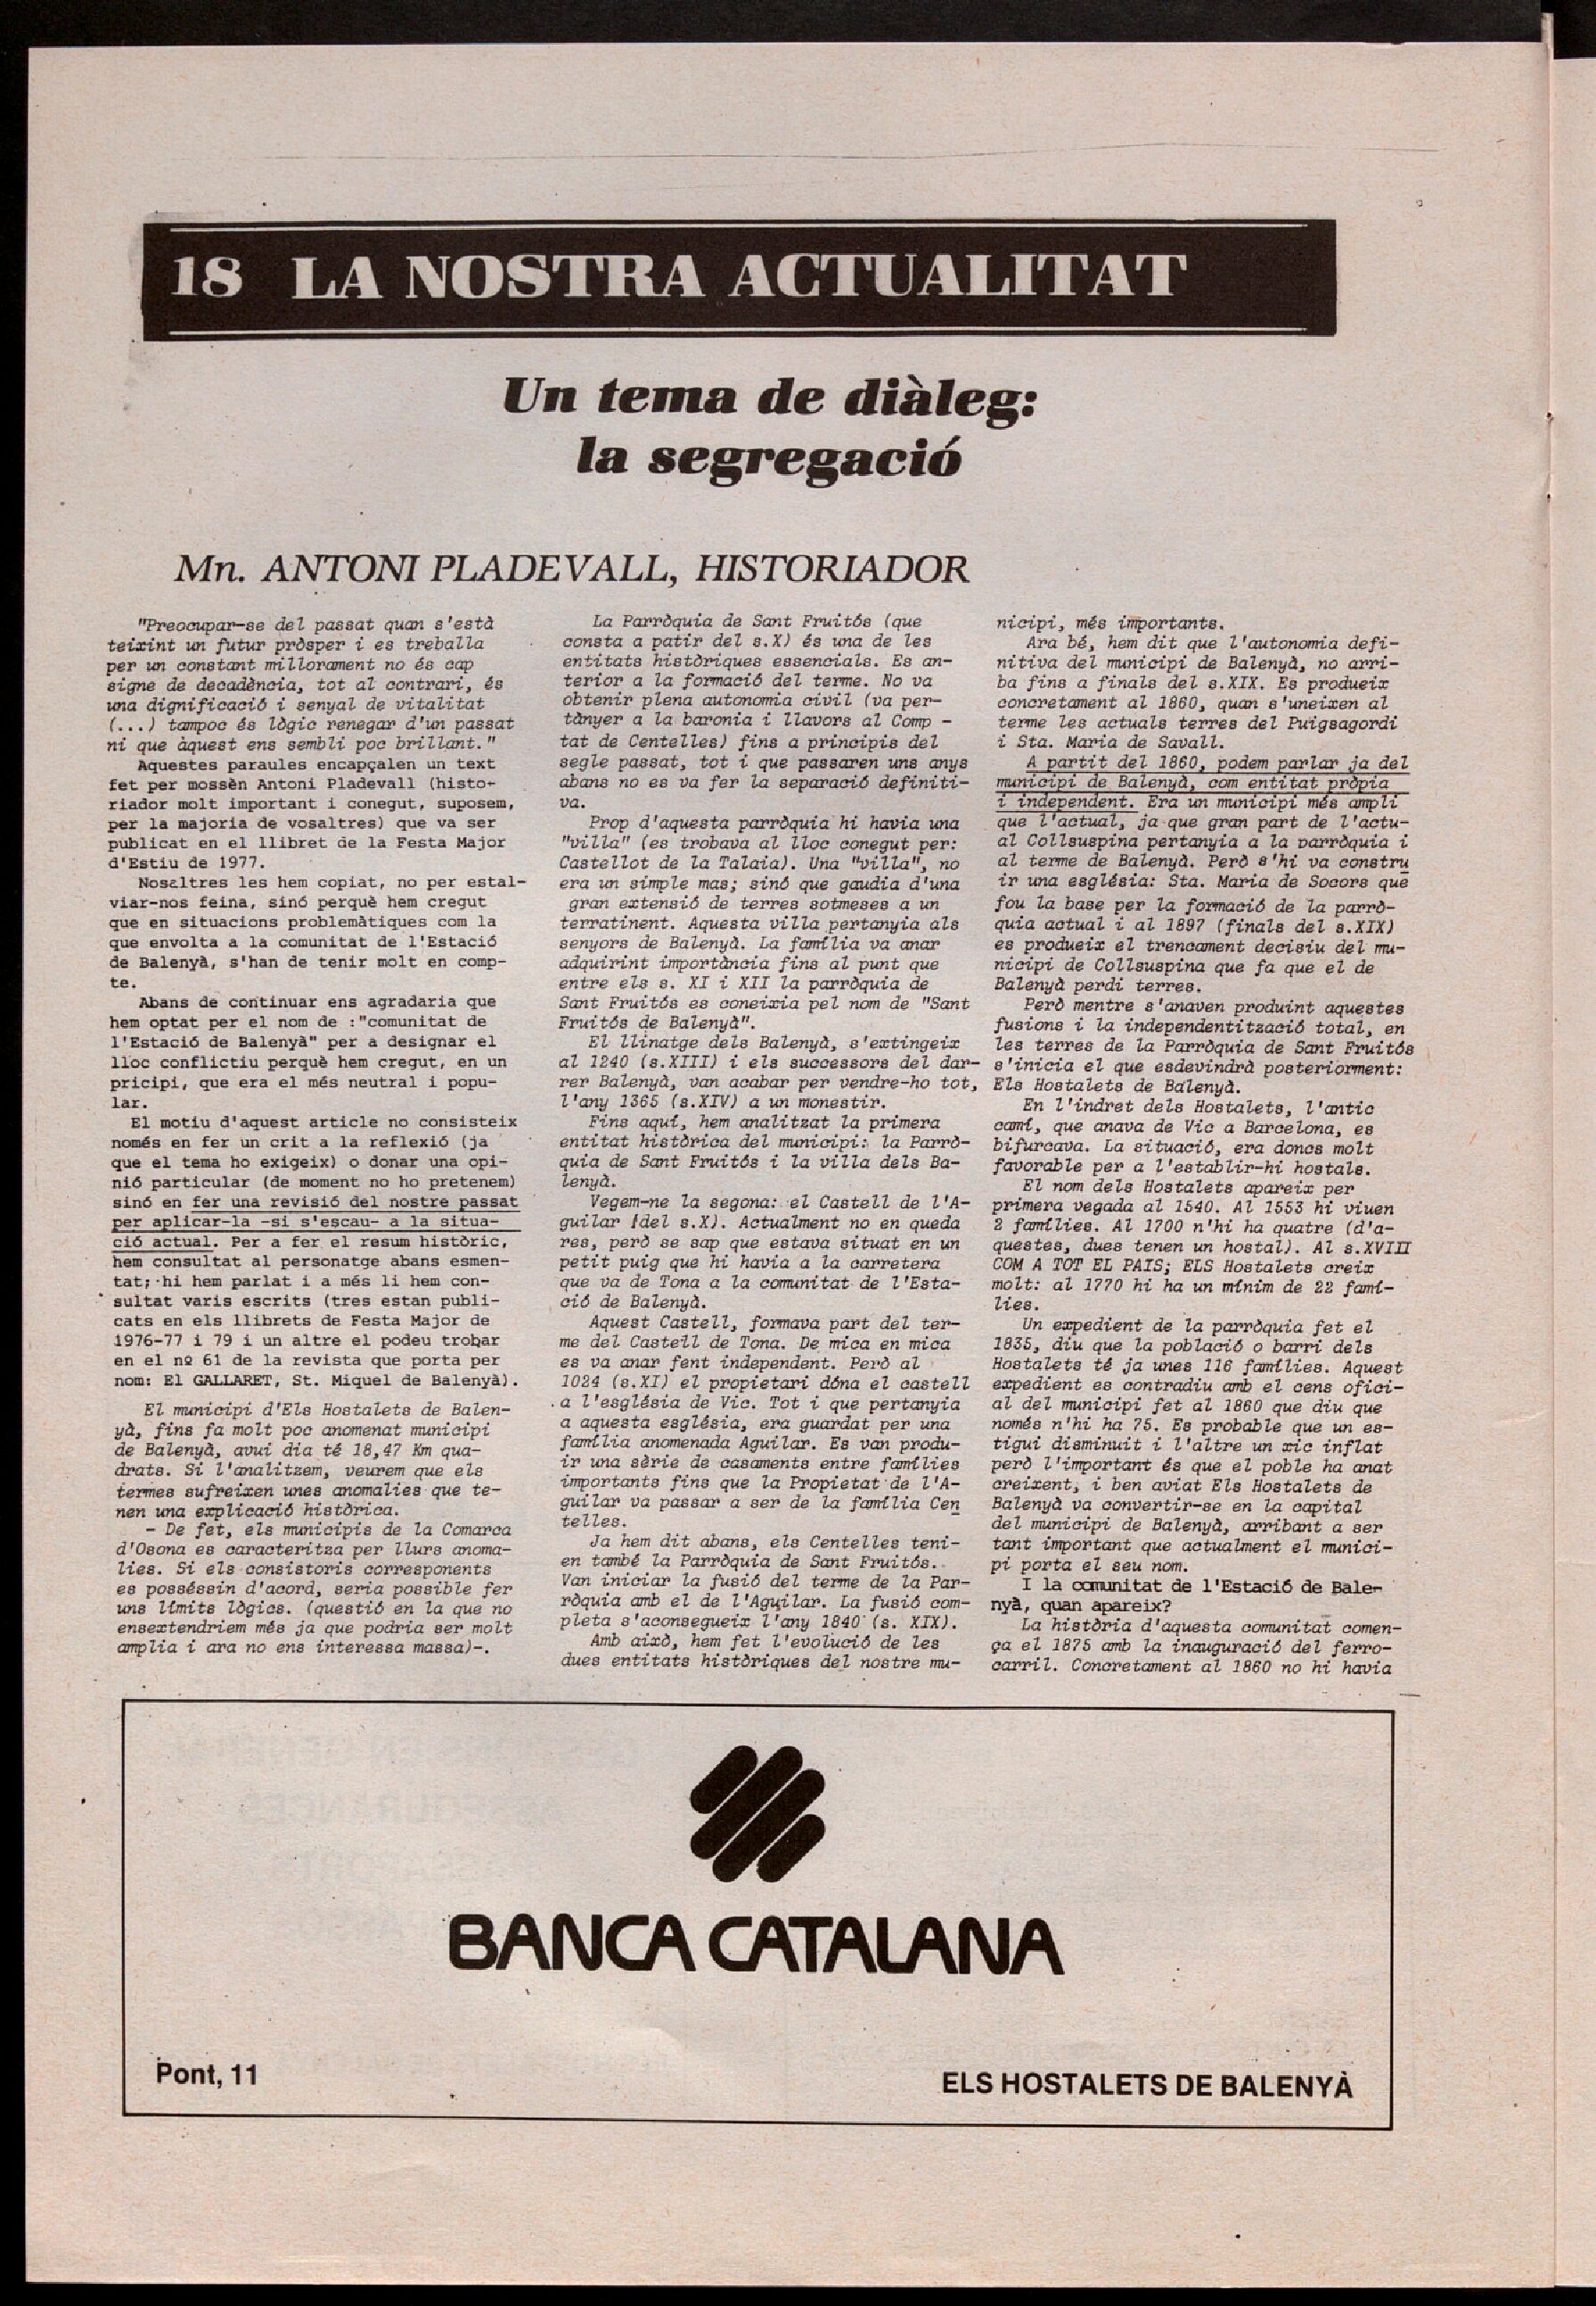 18 LA NOSTRA ACTUALITAT
Un tema de diàleg:
la segregació
Mn. ANTONI PLADEVALL, HISTORIADOR
"Preocupar-se del passat quan s'està
teixint un futur pròsper i es treballa
per un constant millorament no és cap
signe de decadència, tot al contrari, és
una dignificació i senyal de vitalitat
(...) tampoc és lògic renegar d'un passat
ni que àquest ens sembli poc brillant."
Aquestes paraules encapçalen un text
fet per mossèn Antoni Pladevall (histo-
riador molt important i conegut, suposem,
per la majoria de vosaltres) que va ser
publicat en el llibret de la Festa Major
d'Estiu de 1977.
Nosaltres les hem copiat, no per estal-
viar-nos feina, sinó perquè hem cregut
que en situacions problemàtiques com la
que envolta a la comunitat de l'Estació
de Balenyà, s'han de tenir molt en comp-
te.
Abans de continuar ens agradaria que
hem optat per el nom de :"comunitat de
l'Estació de Balenyà" per a designar el
lloc conflictiu perquè hem cregut, en un
pricipi, que era el més neutral i popu-
lar.
El motiu d'aquest article no consisteix
només en fer un crit a la reflexió (ja
que el tema ho exigeix) o donar una opi-
nió particular (de moment no ho pretenem)
sinó en fer una revisió del nostre passat
per aplicar-la -si s'escau- a la situa-
ció actual. Per a fer el resum històric,
hem consultat al personatge abans esmen-
tat; hi hem parlat i a més li hem con-
sultat varis escrits (tres estan publi-
cats en els llibrets de Festa Major de
1976-77 i 79 i un altre el podeu trobar
en el nº 61 de la revista que porta per
nom: El GALLARET, St. Miquel de Balenyà).
El municipi d'Els Hostalets de Balen-
yà, fins fa molt poc anomenat municipi
de Balenyà, avui dia té 18,47 Km qua-
drats. Si l'analitzem, veurem que els
termes sufreixen unes anomalies que te-
nen una explicació històrica.
- De fet, els municipis de la Comarca
d'Osona es caracteritza per llurs anoma-
lies. Si els consistoris corresponents
es posséssin d'acord, seria possible fer
uns límits lògics. (questió en la que no
ensextendriem més ja que podria ser molt
amplia i ara no ens interessa massa)-.
La Parròquia de Sant Fruitós (que
consta a patir del s.X) és una de les
entitats històriques essencials. Es an-
terior a la formació del terme. No va
obtenir plena autonomia civil (va per-
tànyer a la baronia i llavors al Comp -
tat de Centelles) fins a principis del
segle passat, tot i que passaren uns anys
abans no es va fer la separació definiti-
va.
Prop d'aquesta parròquia hi havia una
"villa" (es trobava al lloc conegut per:
Castellot de la Talaia). Una "villa", no
era un simple mas; sinó que gaudia d'una
gran extensió de terres sotmeses a un
terratinent. Aquesta villa pertanyia als
senyors de Balenyà. La família va anar
adquirint importància fins al punt que
entre els s. XI i XII la parròquia de
Sant Fruitós es coneixia pel nom de "Sant
Fruitós de Balenyà".
El llinatge dels Balenyà, s'extingeix
al 1240 (s.XIII) i els successors del dar-
rer Balenyà, van acabar per vendre-ho tot,
l'any 1365 (s.XIV) a un monestir.
Fins aquí, hem analitzat la primera
entitat històrica del municipi: la Parrò-
quia de Sant Fruitós i la villa dels Ba-
lenyà.
Vegem-ne la segona: el Castell de l'A-
guilar (del s.X). Actualment no en queda
res, però se sap que estava situat en un
petit puig que hi havia a la carretera
que va de Tona a la comunitat de l'Esta-
ció de Balenyà.
Aquest Castell, formava part del ter-
me del Castell de Tona. De mica en mica
es va anar fent independent. Però al
1024 (s.XI) el propietari dóna el castell
a l'església de Vic. Tot i que pertanyia
a aquesta església, era guardat per una
família anomenada Aguilar. Es van produ-
ir una sèrie de casaments entre famílies
importants fins que la Propietat de l'A-
guilar va passar a ser de la família Cen
telles.
Ja hem dit abans, els Centelles teni-
en també la Parròquia de Sant Fruitós.
Van iniciar la fusió del terme de la Par-
ròquia amb el de l'Aguilar. La fusió com-
pleta s'aconsegueix l'any 1840 (s. XIX).
Amb això, hem fet l'evolució de les
dues entitats històriques del nostre mu-
nicipi, més importants.
Ara bé, hem dit que l'autonomia defi-
nitiva del municipi de Balenyà, no arri-
ba fins a finals del s.XIX. Es produeix
concretament al 1860, quan s'uneixen al
terme les actuals terres del Puigsagordi
i Sta. Maria de Savall.
A partit del 1860, podem parlar ja del
municipi de Balenyà, com entitat pròpia
i independent. Era un municipi més ampli
que l'actual, ja que gran part de l'actu-
al Collsuspina pertanyia a la parròquia i
al terme de Balenyà. Però s'hi va constru
ir una església: Sta. Maria de Socors que
fou la base per la formació de la parrò-
quia actual i al 1897 (finals del s.XIX)
es produeix el trencament decisiu del mu-
nicipi de Collsuspina que fa que el de
Balenyà perdi terres.
Però mentre s'anaven produint aquestes
fusions i la independentització total, en
les terres de la Parròquia de Sant Fruitós
s'inicia el que esdevindrà posteriorment:
Els Hostalets de Balenyà.
En l'indret dels Hostalets, l'antic
camí, que anava de Vic a Barcelona, es
bifurcava. La situació, era doncs molt
favorable per a l'establir-hi hostals.
El nom dels Hostalets apareix per
primera vegada al 1540. Al 1553 hi viuen
2 famílies. Al 1700 n'hi ha quatre (d'a-
questes, dues tenen un hostal). Al s.XVIII
COM A TOT EL PAIS; ELS Hostalets creix
molt: al 1770 hi ha un mínim de 22 famí-
lies.
Un expedient de la parròquia fet el
1835, diu que la població o barri dels
Hostalets té ja unes 116 famílies. Aquest
expedient es contradiu amb el cens ofici-
al del municipi fet al 1860 que diu que
només n'hi ha 75. Es probable que un es-
tigui disminuit i l'altre un xic inflat
però l'important és que el poble ha anat
creixent, i ben aviat Els Hostalets de
Balenyà va convertir-se en la capital
del municipi de Balenyà, arribant a ser
tant important que actualment el munici-
pi porta el seu nom.
I la comunitat de l'Estació de Bale-
nyà, quan apareix?
La història d'aquesta comunitat comen-
ça el 1875 amb la inauguració del ferro-
carril. Concretament al 1860 no hi havia
BANCA CATALANA
Pont, 11
ELS HOSTALETS DE BALENYÀ